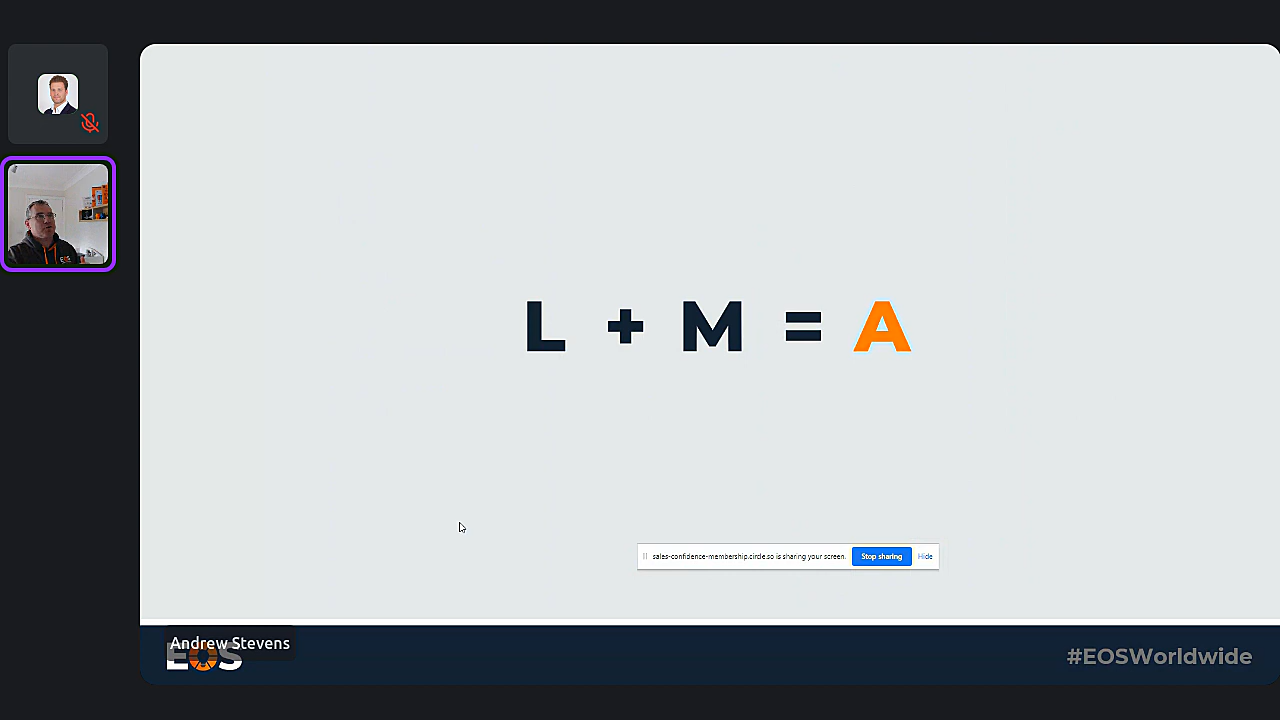 L + M = A
sales-confidence-membership.circle.so is sharing your screen.
Stop sharing
Hide
Andrew Stevens
EOS
#EOSWorldwide